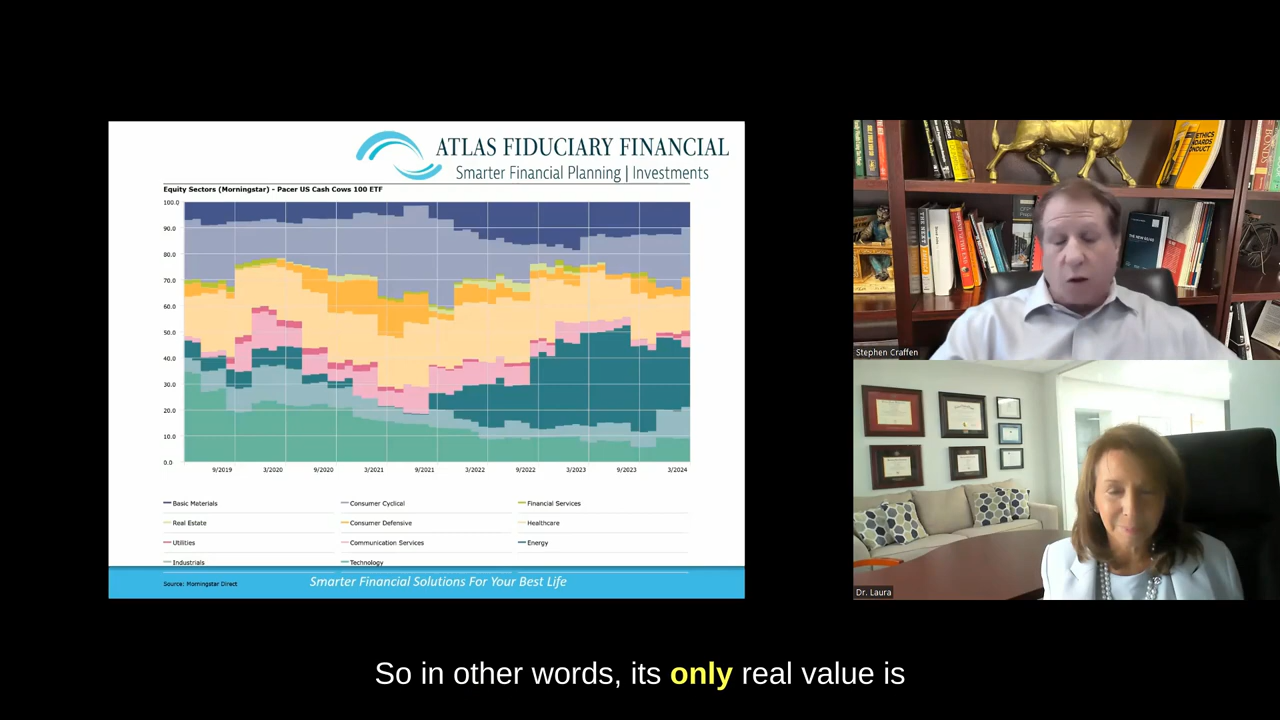 ATLAS FIDUCIARY FINANCIAL
Smarter Financial Planning | Investments
Equity Sectors (Morningstar) - Pacer US Cash Cows 100 ETF
100.0
90.0
80.0
70.0
60.0
50.0
40.0
30.0
20.0
10.0
0.0
9/2019 3/2020 9/2020 3/2021 9/2021 3/2022 9/2022 3/2023 9/2023 3/2024
Basic Materials Consumer Cyclical Financial Services
Real Estate Consumer Defensive Healthcare
Utilities Communication Services Energy
Industrials Technology
Source: Morningstar Direct
Smarter Financial Solutions For Your Best Life
ETHICS
Stephen Craffen
Dr. Laura
So in other words, its only real value is